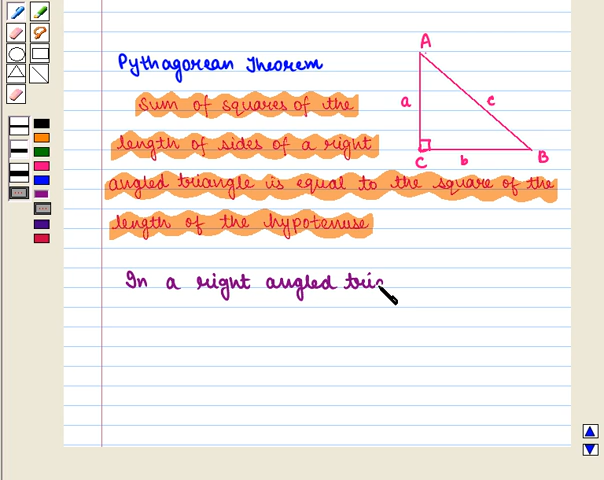 Pythagorean Theorem
Sum of squares of the
length of sides of a right
angled triangle is equal to the square of the
length of the hypotenuse
In a right angled tri
A
a
c
C
b
B